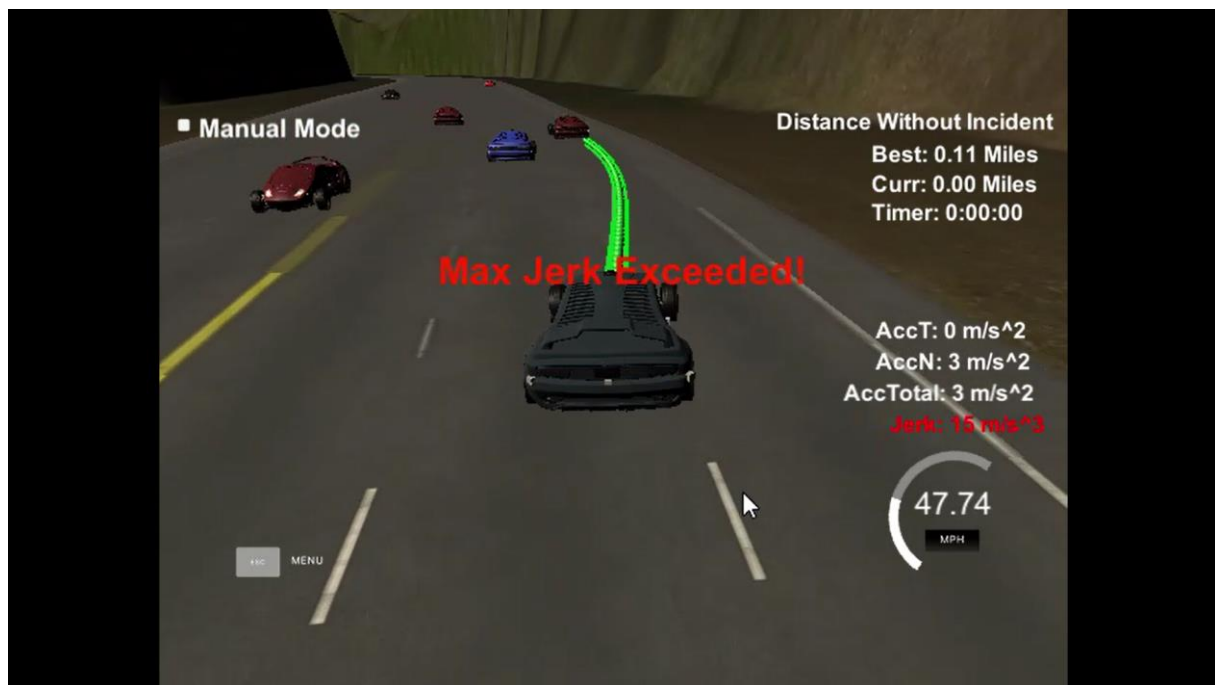 Manual Mode
Distance Without Incident
Best: 0.11 Miles
Curr: 0.00 Miles
Timer: 0:00:00
Max Jerk Exceeded!
AccT: 0 m/s^2
AccN: 3 m/s^2
AccTotal: 3 m/s^2
Jerk: 15 m/s^3
47.74
MPH
ESC MENU